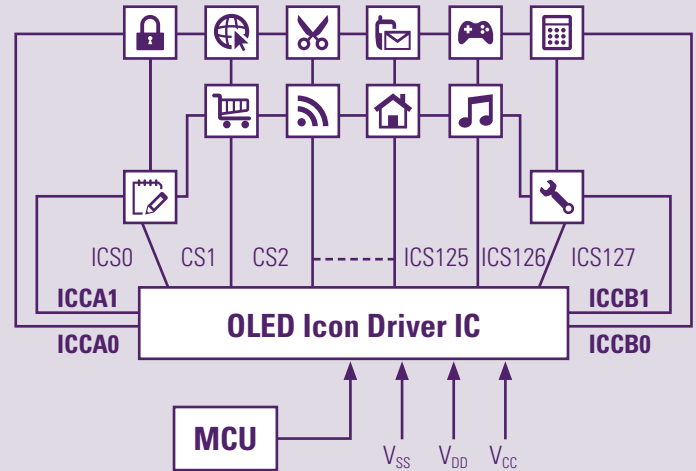 ICS0 CS1 CS2 ICS125 ICS126 ICS127
ICCA1 ICCB1
OLED Icon Driver IC
ICCA0 ICCB0
MCU
VSS VDD VCC